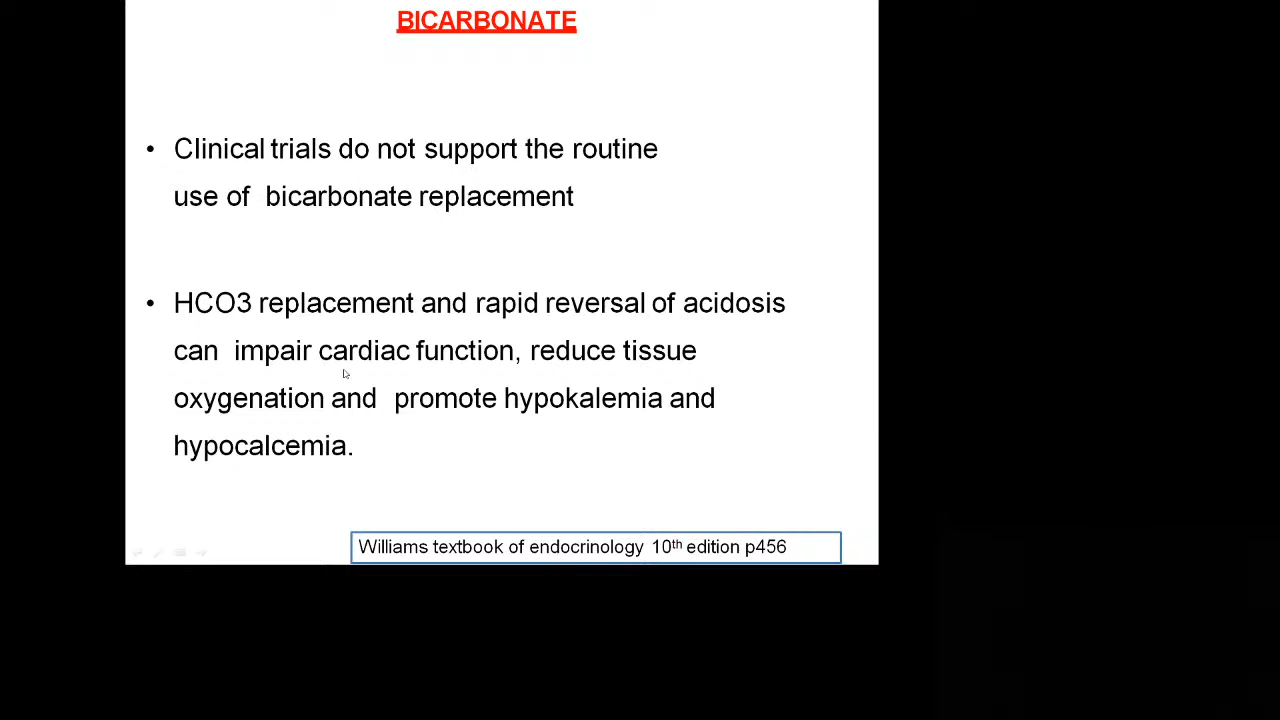 BICARBONATE
• Clinical trials do not support the routine
use of bicarbonate replacement
• HCO3 replacement and rapid reversal of acidosis
can impair cardiac function, reduce tissue
oxygenation and promote hypokalemia and
hypocalcemia.
Williams textbook of endocrinology 10th edition p456